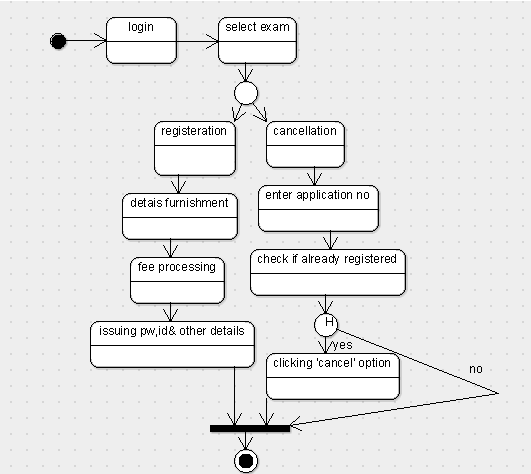 login
select exam
registeration
cancellation
detais furnishment
enter application no
fee processing
check if already registered
issuing pw,id& other details
H
yes
clicking 'cancel' option
no